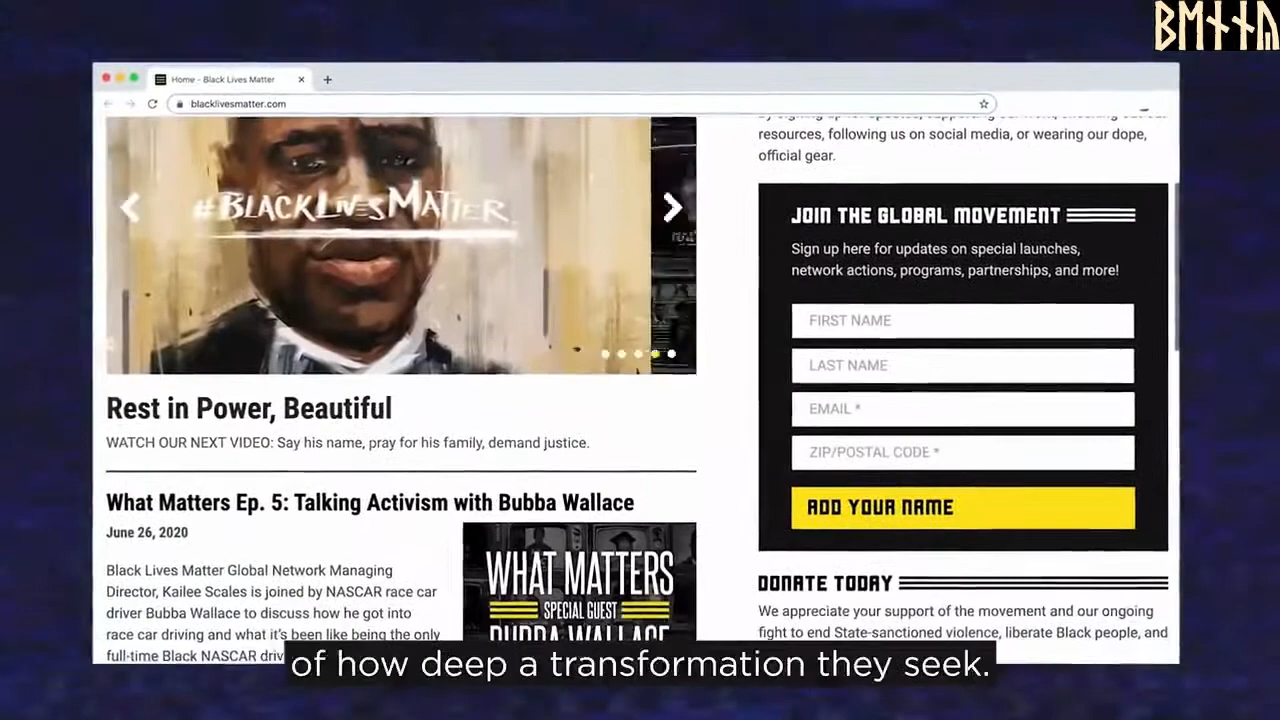 ᛒᛖᚾᚾᚤ
Home - Black Lives Matter
blacklivesmatter.com
#BLACKLIVESMATTER
Rest in Power, Beautiful
WATCH OUR NEXT VIDEO: Say his name, pray for his family, demand justice.
What Matters Ep. 5: Talking Activism with Bubba Wallace
June 26, 2020
Black Lives Matter Global Network Managing
Director, Kailee Scales is joined by NASCAR race car
driver Bubba Wallace to discuss how he got into
race car driving and what it's been like being the only
full-time Black NASCAR
WHAT MATTERS
SPECIAL GUEST
BUBBA WALLACE
resources, following us on social media, or wearing our dope,
official gear.
JOIN THE GLOBAL MOVEMENT
Sign up here for updates on special launches,
network actions, programs, partnerships, and more!
FIRST NAME
LAST NAME
EMAIL *
ZIP/POSTAL CODE *
ADD YOUR NAME
DONATE TODAY
We appreciate your support of the movement and our ongoing
fight to end State-sanctioned violence, liberate Black people, and
of how deep a transformation they seek.